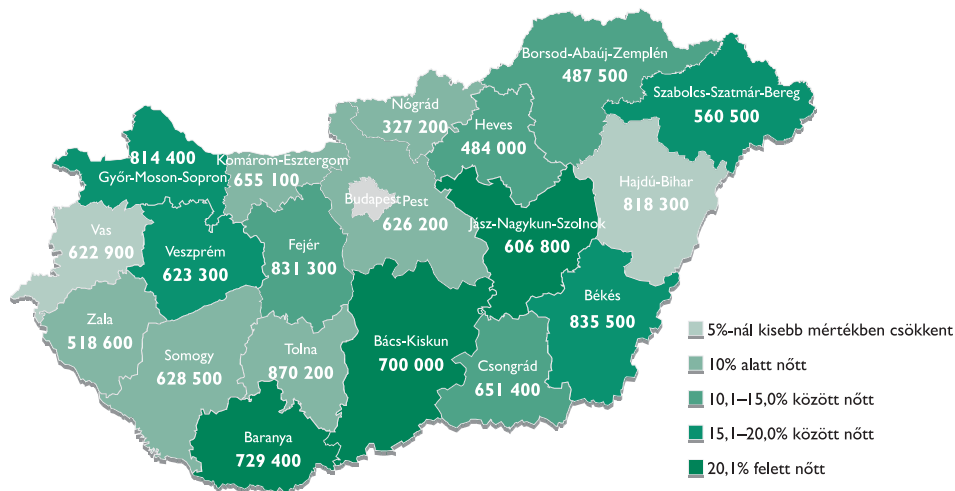 Borsod-Abaúj-Zemplén
487 500
Szabolcs-Szatmár-Bereg
560 500
Nógrád
327 200
Heves
484 000
814 400
Győr-Moson-Sopron
Komárom-Esztergom
655 100
Budapest
Pest
626 200
Hajdú-Bihar
818 300
Jász-Nagykun-Szolnok
606 800
Vas
622 900
Veszprém
623 300
Fejér
831 300
Békés
835 500
Zala
518 600
Somogy
628 500
Tolna
870 200
Bács-Kiskun
700 000
Csongrád
651 400
Baranya
729 400
5%-nál kisebb mértékben csökkent
10% alatt nőtt
10,1–15,0% között nőtt
15,1–20,0% között nőtt
20,1% felett nőtt